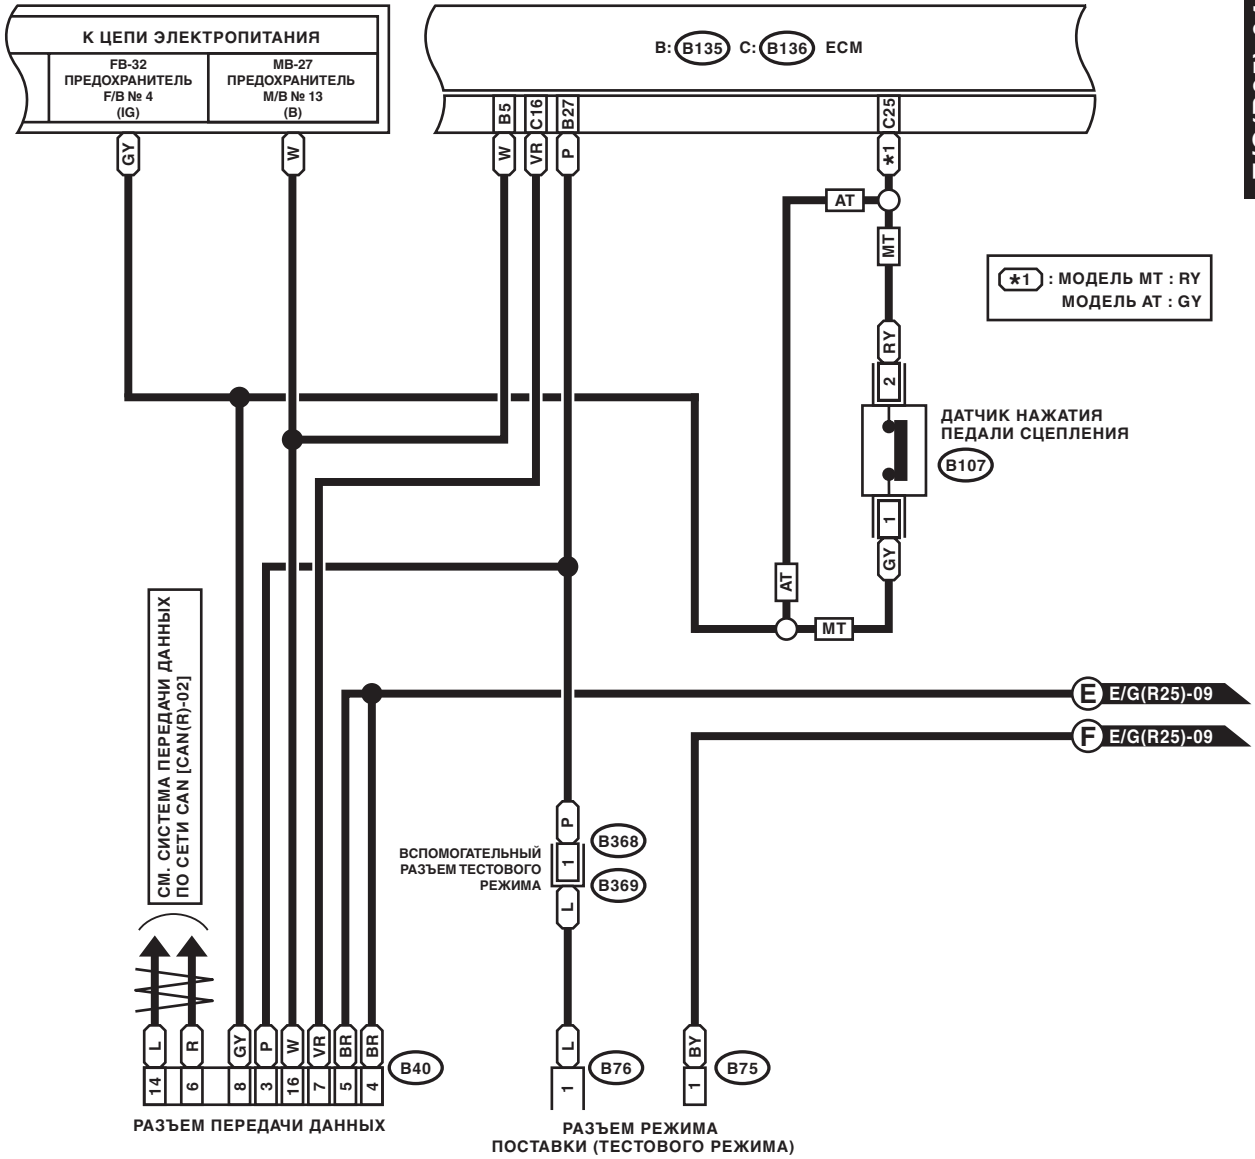 К ЦЕПИ ЭЛЕКТРОПИТАНИЯ
FB-32
ПРЕДОХРАНИТЕЛЬ
F/B № 4
(IG)
MB-27
ПРЕДОХРАНИТЕЛЬ
M/B № 13
(B)
B: B135 C: B136 ECM
B5
C16
B27
C25
GY
W
W
VR
P
*1
AT
MT
*1 : МОДЕЛЬ MT : RY
МОДЕЛЬ AT : GY
RY
2
ДАТЧИК НАЖАТИЯ
ПЕДАЛИ СЦЕПЛЕНИЯ
B107
1
GY
AT
MT
СМ. СИСТЕМА ПЕРЕДАЧИ ДАННЫХ
ПО СЕТИ CAN [CAN(R)-02]
E E/G(R25)-09
F E/G(R25)-09
P
B368
1
ВСПОМОГАТЕЛЬНЫЙ
РАЗЪЕМ ТЕСТОВОГО
РЕЖИМА
B369
L
L
R
GY
P
W
VR
BR
BR
B40
14
6
8
3
16
7
5
4
РАЗЪЕМ ПЕРЕДАЧИ ДАННЫХ
L
B76
1
BY
B75
1
РАЗЪЕМ РЕЖИМА
ПОСТАВКИ (ТЕСТОВОГО РЕЖИМА)